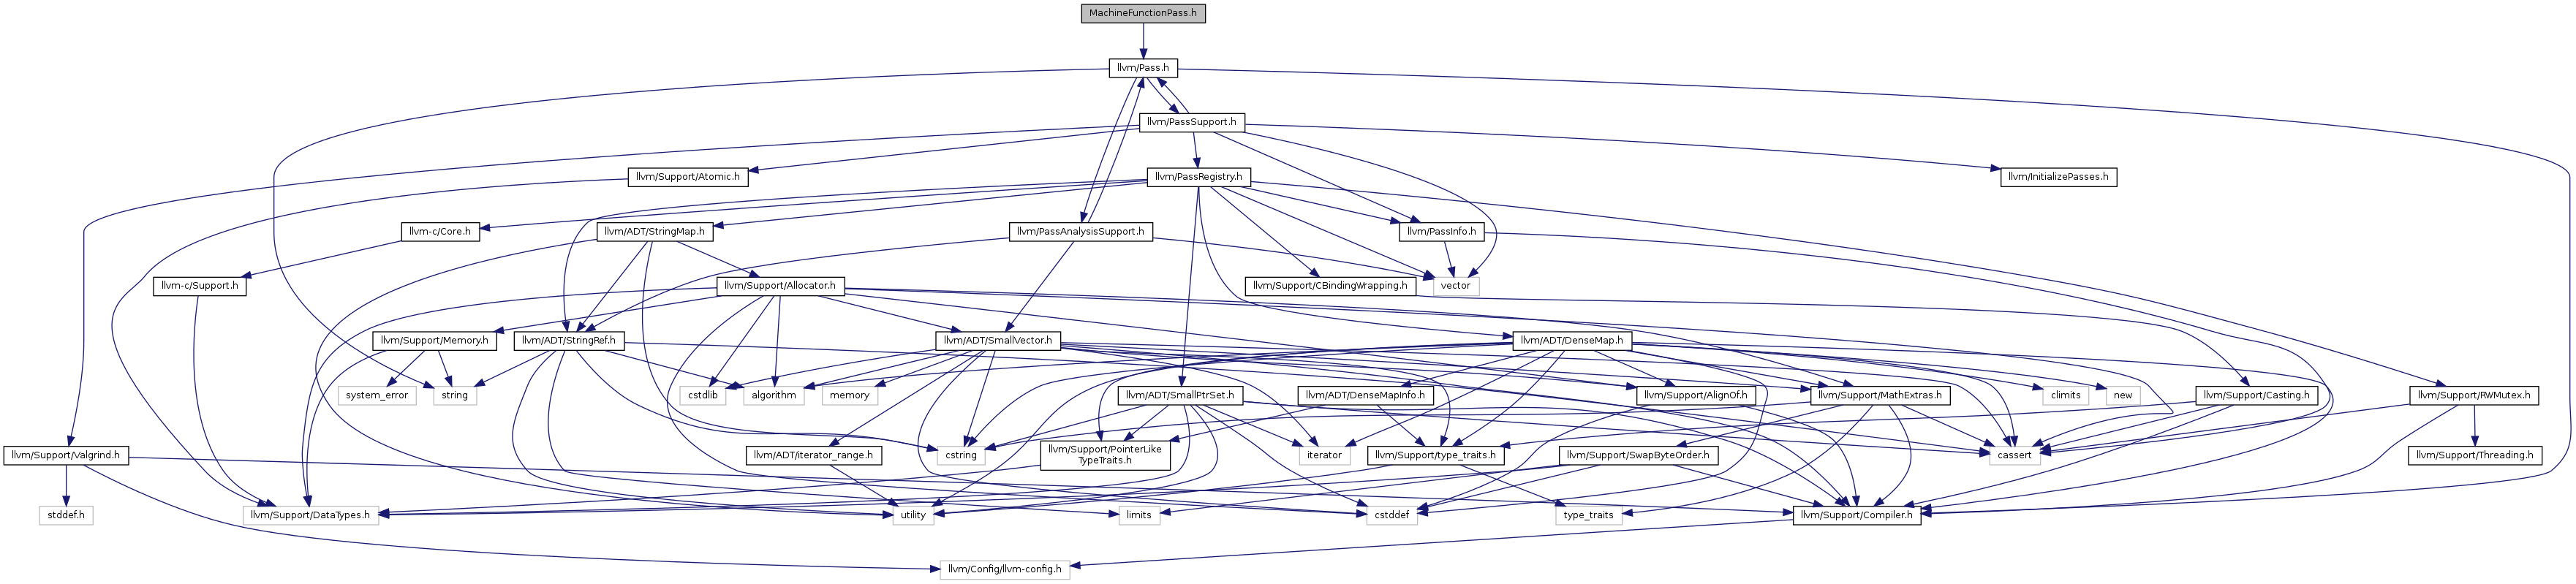 MachineFunctionPass.h
llvm/Pass.h
llvm/PassSupport.h
llvm/Support/Atomic.h
llvm/PassRegistry.h
llvm/InitializePasses.h
llvm-c/Core.h
llvm/ADT/StringMap.h
llvm/PassAnalysisSupport.h
llvm/PassInfo.h
llvm-c/Support.h
llvm/Support/Allocator.h
llvm/Support/CBindingWrapping.h
vector
llvm/Support/Memory.h
llvm/ADT/StringRef.h
llvm/ADT/SmallVector.h
llvm/ADT/DenseMap.h
system_error
string
cstdlib
algorithm
memory
llvm/ADT/SmallPtrSet.h
llvm/ADT/DenseMapInfo.h
llvm/Support/AlignOf.h
llvm/Support/MathExtras.h
climits
new
llvm/Support/Casting.h
llvm/Support/RWMutex.h
llvm/Support/Valgrind.h
llvm/ADT/iterator_range.h
cstring
llvm/Support/PointerLike
TypeTraits.h
iterator
llvm/Support/type_traits.h
llvm/Support/SwapByteOrder.h
cassert
llvm/Support/Threading.h
stddef.h
llvm/Support/DataTypes.h
utility
limits
cstddef
type_traits
llvm/Support/Compiler.h
llvm/Config/llvm-config.h